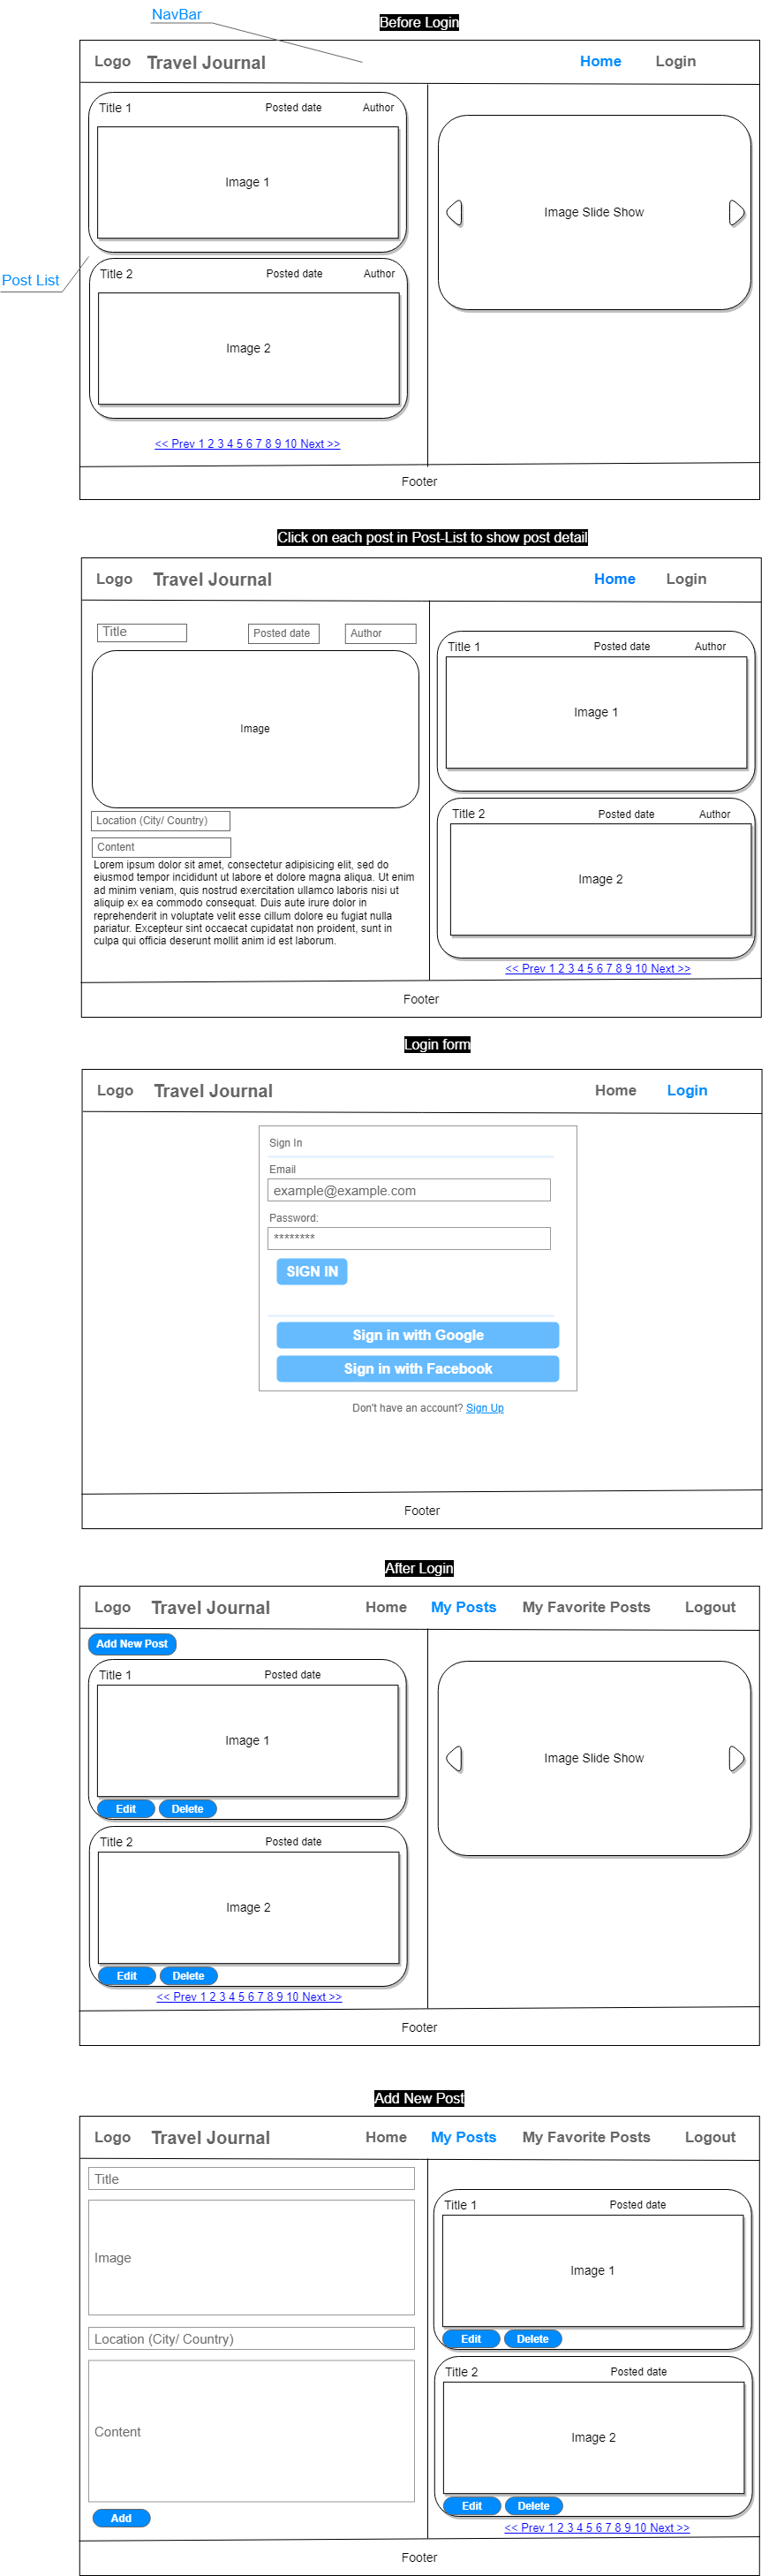 NavBar
Before Login
Logo Travel Journal Home Login
Title 1 Posted date Author
Image 1
Image Slide Show
Post List
Title 2 Posted date Author
Image 2
<< Prev 1 2 3 4 5 6 7 8 9 10 Next >>
Footer
Click on each post in Post-List to show post detail
Logo Travel Journal Home Login
Title Posted date Author
Image
Location (City/ Country)
Content
Lorem ipsum dolor sit amet, consectetur adipisicing elit, sed do
eiusmod tempor incididunt ut labore et dolore magna aliqua. Ut enim
ad minim veniam, quis nostrud exercitation ullamco laboris nisi ut
aliquip ex ea commodo consequat. Duis aute irure dolor in
reprehenderit in voluptate velit esse cillum dolore eu fugiat nulla
pariatur. Excepteur sint occaecat cupidatat non proident, sunt in
culpa qui officia deserunt mollit anim id est laborum.
Title 1 Posted date Author
Image 1
Title 2 Posted date Author
Image 2
<< Prev 1 2 3 4 5 6 7 8 9 10 Next >>
Footer
Login form
Logo Travel Journal Home Login
Sign In
Email
example@example.com
Password:
********
SIGN IN
Sign in with Google
Sign in with Facebook
Don't have an account? Sign Up
Footer
After Login
Logo Travel Journal Home My Posts My Favorite Posts Logout
Add New Post
Title 1 Posted date
Image 1
Edit Delete
Title 2 Posted date
Image 2
Edit Delete
<< Prev 1 2 3 4 5 6 7 8 9 10 Next >>
Image Slide Show
Footer
Add New Post
Logo Travel Journal Home My Posts My Favorite Posts Logout
Title
Image
Location (City/ Country)
Content
Add
Title 1 Posted date
Image 1
Edit Delete
Title 2 Posted date
Image 2
Edit Delete
<< Prev 1 2 3 4 5 6 7 8 9 10 Next >>
Footer